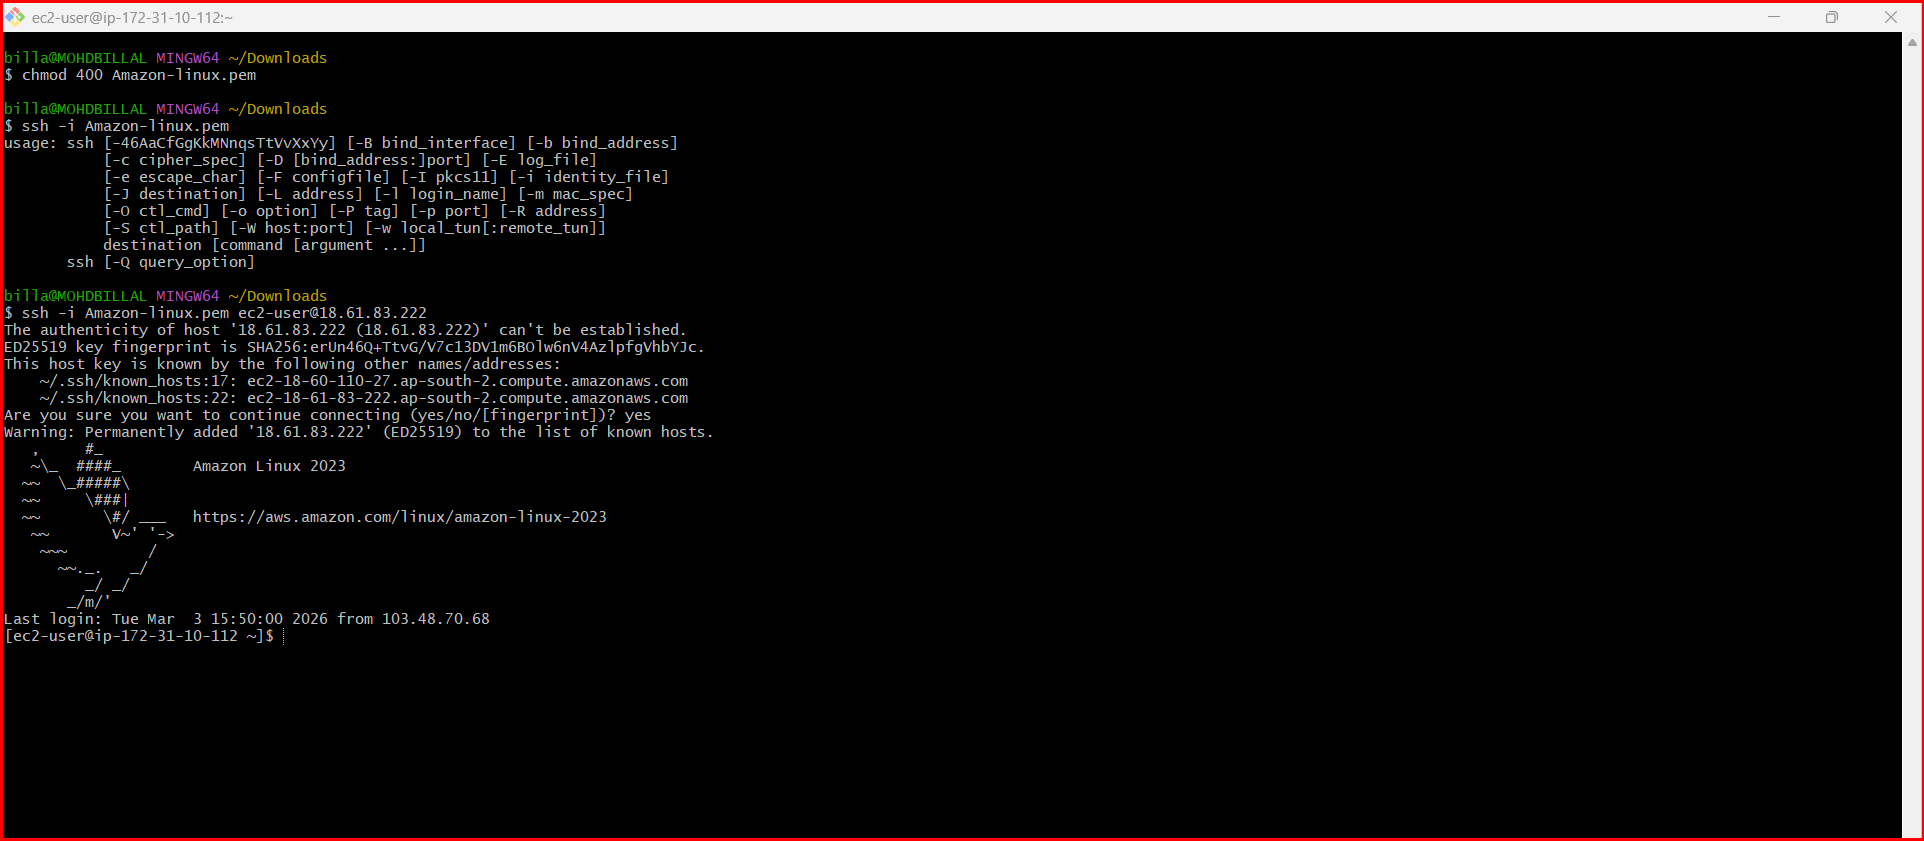 ec2-user@ip-172-31-10-112:~
billa@MOHDBILLAL MINGW64 ~/Downloads
$ chmod 400 Amazon-linux.pem
billa@MOHDBILLAL MINGW64 ~/Downloads
$ ssh -i Amazon-linux.pem
usage: ssh [-46AaCfGgKkMNnqsTtVvXxYy] [-B bind_interface] [-b bind_address]
           [-c cipher_spec] [-D [bind_address:]port] [-E log_file]
           [-e escape_char] [-F configfile] [-I pkcs11] [-i identity_file]
           [-J destination] [-L address] [-l login_name] [-m mac_spec]
           [-O ctl_cmd] [-o option] [-P tag] [-p port] [-R address]
           [-S ctl_path] [-W host:port] [-w local_tun[:remote_tun]]
           destination [command [argument ...]]
       ssh [-Q query_option]
billa@MOHDBILLAL MINGW64 ~/Downloads
$ ssh -i Amazon-linux.pem ec2-user@18.61.83.222
The authenticity of host '18.61.83.222 (18.61.83.222)' can't be established.
ED25519 key fingerprint is SHA256:erUn46Q+TtvG/V7c13DV1m6BOlw6nV4AzlpfgVhbYJc.
This host key is known by the following other names/addresses:
    ~/.ssh/known_hosts:17: ec2-18-60-110-27.ap-south-2.compute.amazonaws.com
    ~/.ssh/known_hosts:22: ec2-18-61-83-222.ap-south-2.compute.amazonaws.com
Are you sure you want to continue connecting (yes/no/[fingerprint])? yes
Warning: Permanently added '18.61.83.222' (ED25519) to the list of known hosts.
   ,     #_
   ~\_  ####_        Amazon Linux 2023
  ~~  \_#####\
  ~~     \###|
  ~~       \#/ ___   https://aws.amazon.com/linux/amazon-linux-2023
   ~~       V~' '->
    ~~~         /
      ~~._.   _/
         _/ _/
       _/m/'
Last login: Tue Mar  3 15:50:00 2026 from 103.48.70.68
[ec2-user@ip-172-31-10-112 ~]$